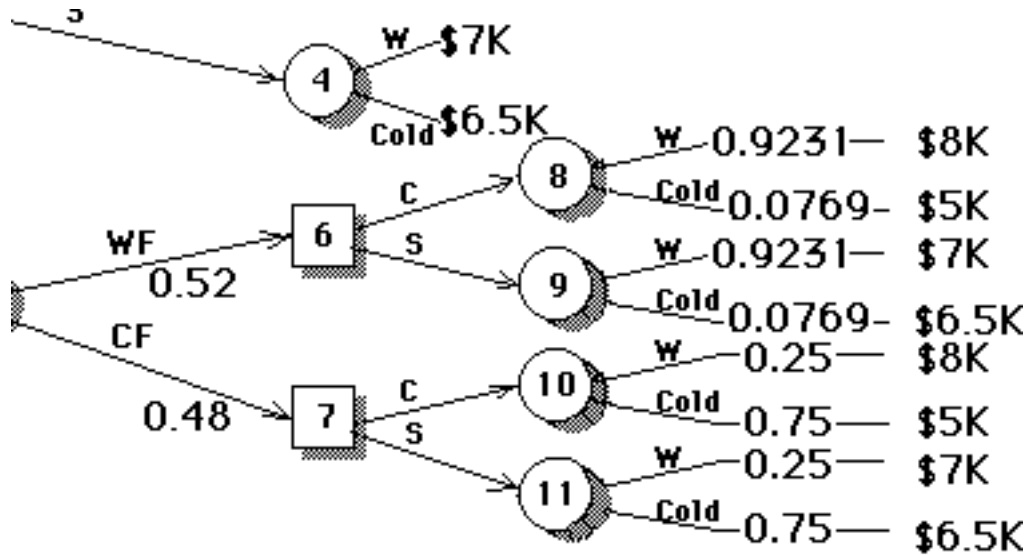 S
W $7K
4
Cold $6.5K
W 0.9231 $8K
8
C
Cold 0.0769 $5K
6
WF
S
W 0.9231 $7K
0.52
9
Cold 0.0769 $6.5K
CF
W 0.25 $8K
10
C
0.48
7
Cold 0.75 $5K
S
W 0.25 $7K
11
Cold 0.75 $6.5K